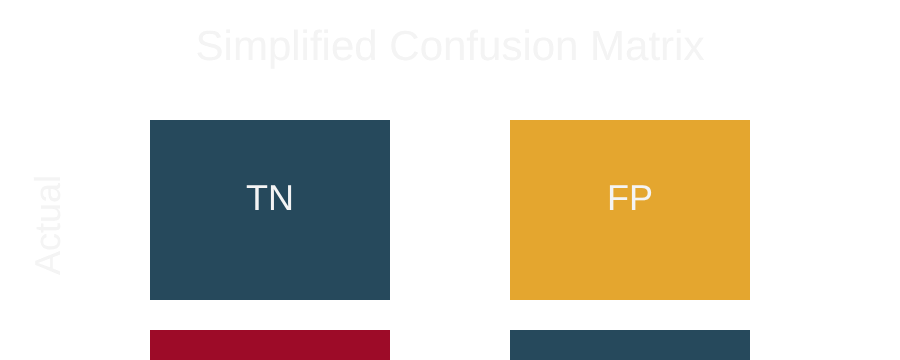 Simplified Confusion Matrix
Actual
TN
FP